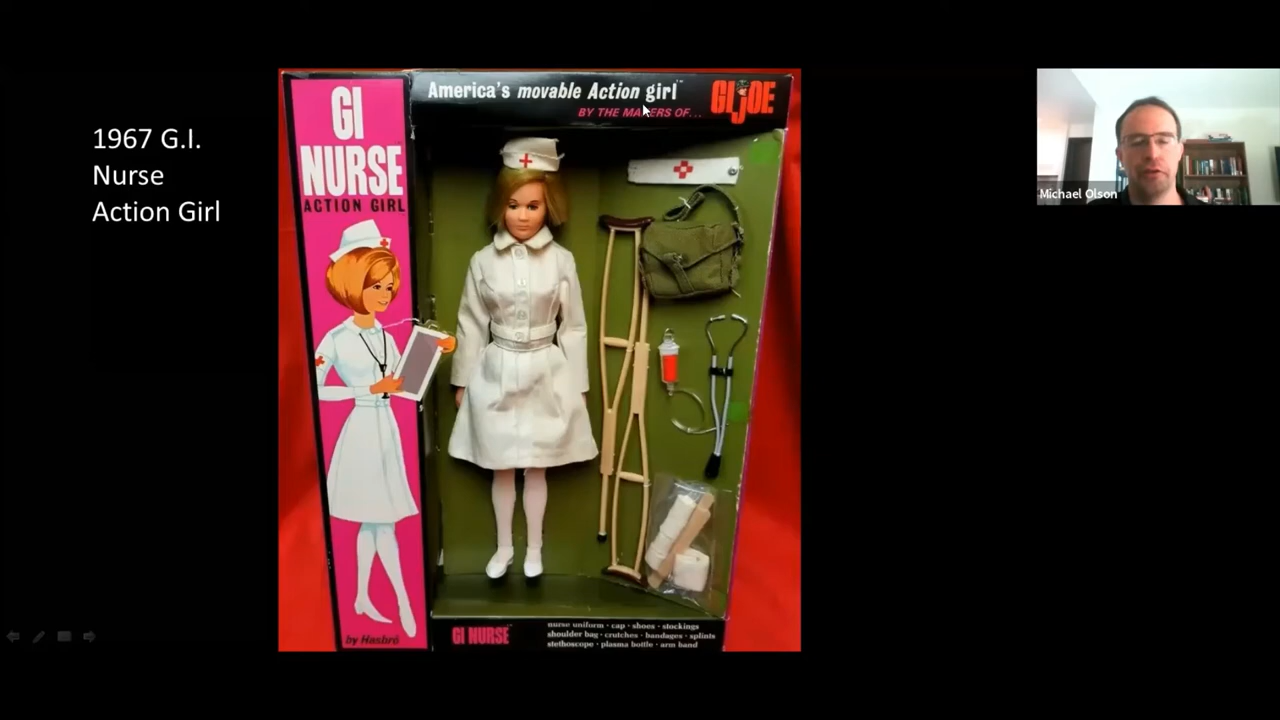 1967 G.I.
Nurse
Action Girl
GI
NURSE
ACTION GIRL
by Hasbro
America's movable Action girl™
BY THE MAKERS OF...
GI JOE
GI NURSE
nurse uniform · cap · shoes · stockings
shoulder bag · crutches · bandages · splints
stethoscope · plasma bottle · arm band
Michael Olson